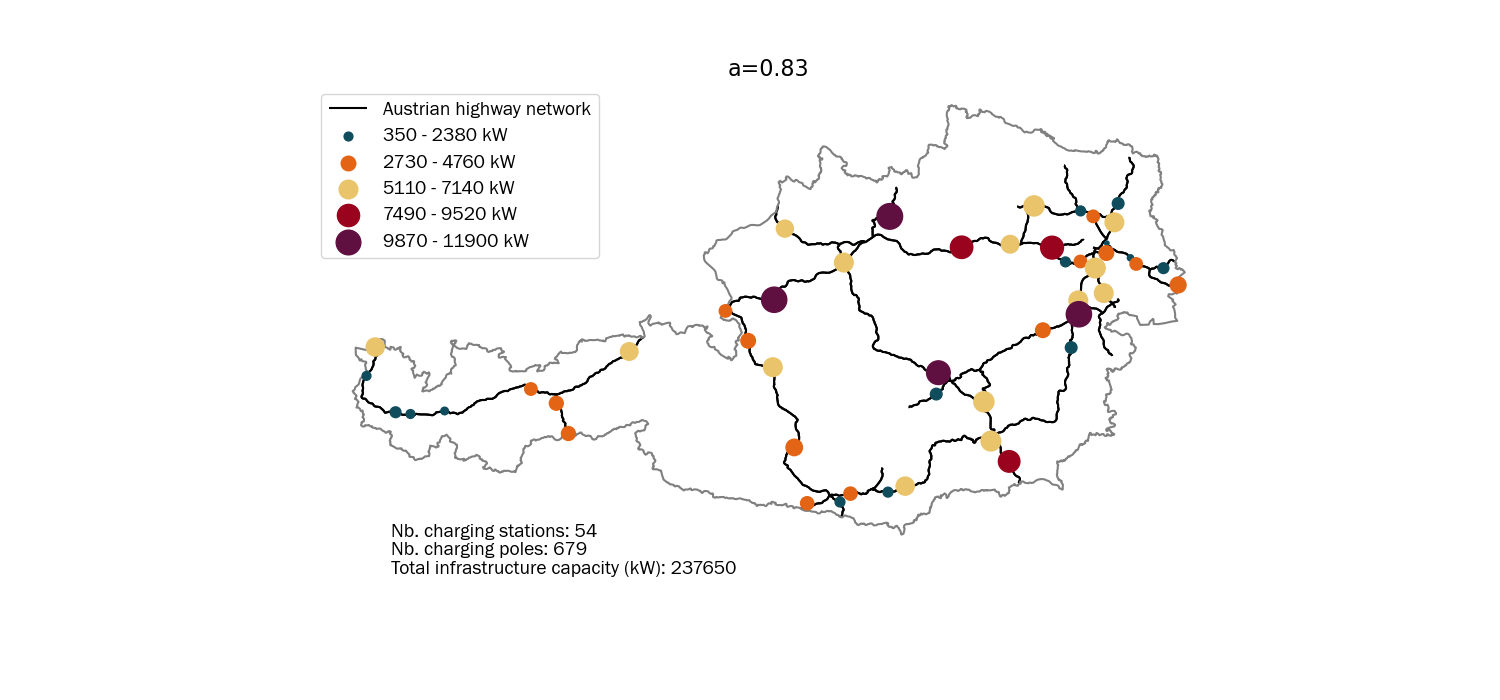 a=0.83
Austrian highway network
350 - 2380 kW
2730 - 4760 kW
5110 - 7140 kW
7490 - 9520 kW
9870 - 11900 kW
Nb. charging stations: 54
Nb. charging poles: 679
Total infrastructure capacity (kW): 237650